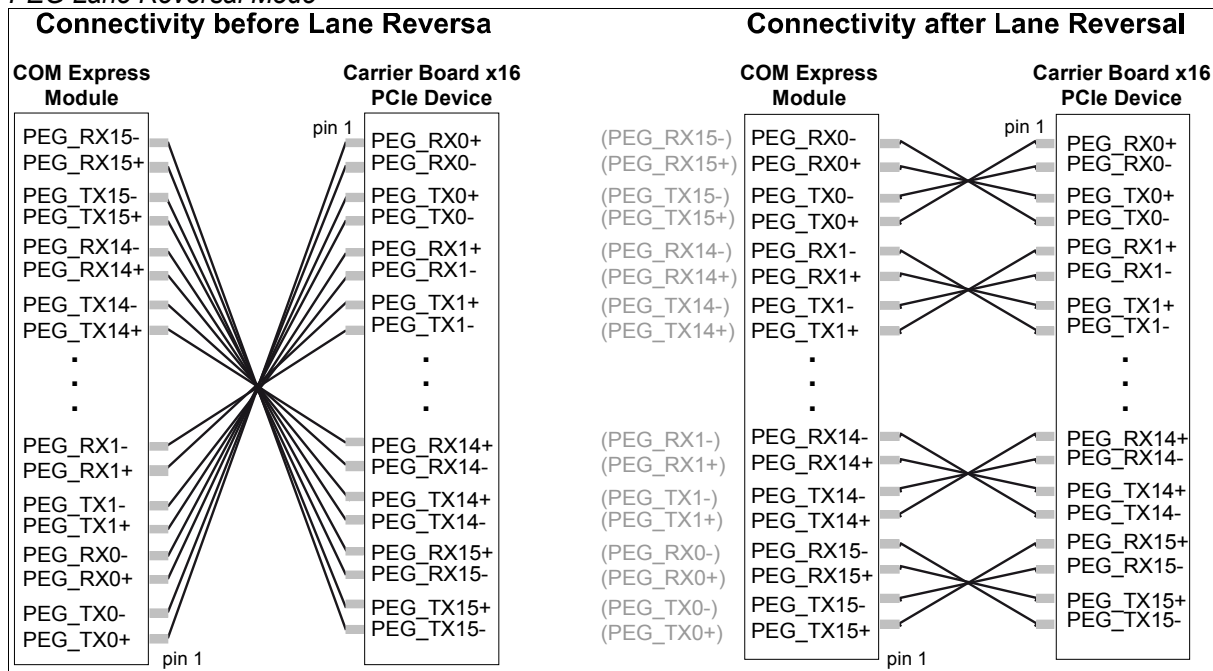 PEG Lane Reversal Mode
Connectivity before Lane Reversa
COM Express
Module
Carrier Board x16
PCIe Device
PEG_RX15-
PEG_RX15+
PEG_TX15-
PEG_TX15+
PEG_RX14-
PEG_RX14+
PEG_TX14-
PEG_TX14+
.
.
.
PEG_RX1-
PEG_RX1+
PEG_TX1-
PEG_TX1+
PEG_RX0-
PEG_RX0+
PEG_TX0-
PEG_TX0+
pin 1
pin 1
PEG_RX0+
PEG_RX0-
PEG_TX0+
PEG_TX0-
PEG_RX1+
PEG_RX1-
PEG_TX1+
PEG_TX1-
.
.
.
PEG_RX14+
PEG_RX14-
PEG_TX14+
PEG_TX14-
PEG_RX15+
PEG_RX15-
PEG_TX15+
PEG_TX15-
Connectivity after Lane Reversal
COM Express
Module
Carrier Board x16
PCIe Device
(PEG_RX15-)
(PEG_RX15+)
(PEG_TX15-)
(PEG_TX15+)
(PEG_RX14-)
(PEG_RX14+)
(PEG_TX14-)
(PEG_TX14+)
(PEG_RX1-)
(PEG_RX1+)
(PEG_TX1-)
(PEG_TX1+)
(PEG_RX0-)
(PEG_RX0+)
(PEG_TX0-)
(PEG_TX0+)
PEG_RX0-
PEG_RX0+
PEG_TX0-
PEG_TX0+
PEG_RX1-
PEG_RX1+
PEG_TX1-
PEG_TX1+
.
.
.
PEG_RX14-
PEG_RX14+
PEG_TX14-
PEG_TX14+
PEG_RX15-
PEG_RX15+
PEG_TX15-
PEG_TX15+
pin 1
pin 1
PEG_RX0+
PEG_RX0-
PEG_TX0+
PEG_TX0-
PEG_RX1+
PEG_RX1-
PEG_TX1+
PEG_TX1-
.
.
.
PEG_RX14+
PEG_RX14-
PEG_TX14+
PEG_TX14-
PEG_RX15+
PEG_RX15-
PEG_TX15+
PEG_TX15-